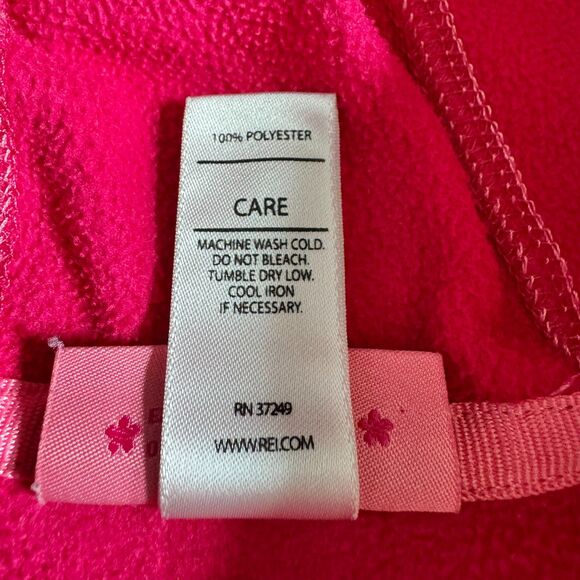 100% POLYESTER
CARE
MACHINE WASH COLD.
DO NOT BLEACH.
TUMBLE DRY LOW.
COOL IRON
IF NECESSARY.
RN 37249
WWW.REI.COM